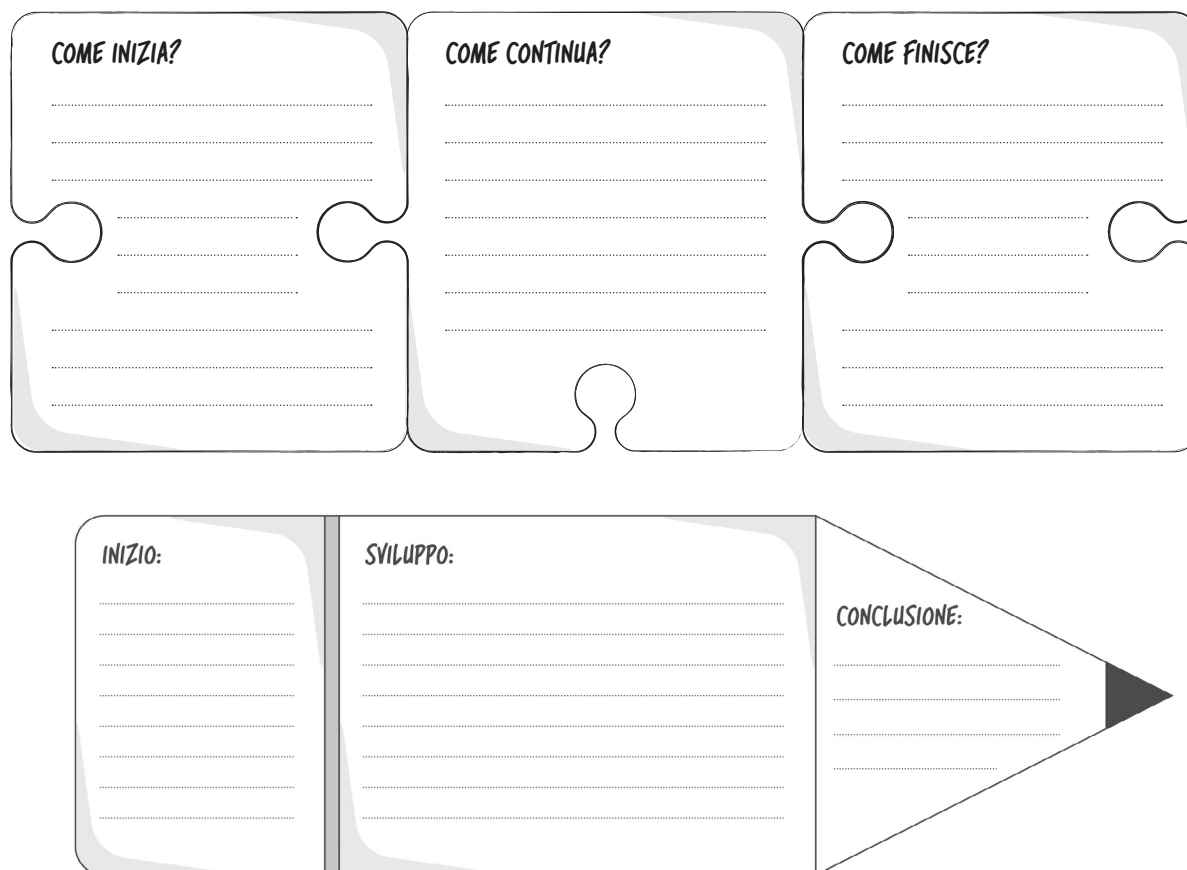 COME INIZIA?
COME CONTINUA?
COME FINISCE?
INIZIO:
SVILUPPO:
CONCLUSIONE: